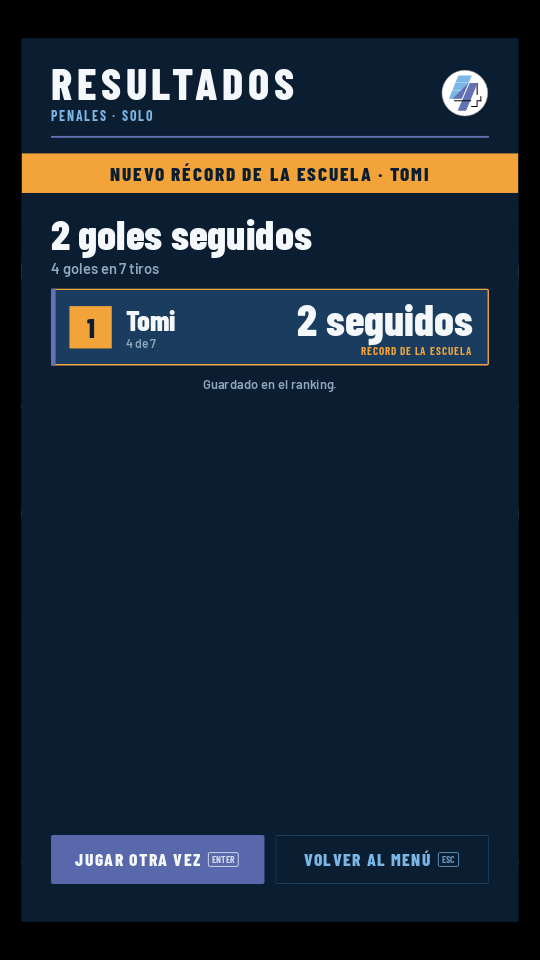 RESULTADOS
PENALES · SOLO
NUEVO RÉCORD DE LA ESCUELA · TOMI
2 goles seguidos
4 goles en 7 tiros
1
Tomi
4 de 7
2 seguidos
RÉCORD DE LA ESCUELA
Guardado en el ranking.
JUGAR OTRA VEZ ENTER
VOLVER AL MENÚ ESC